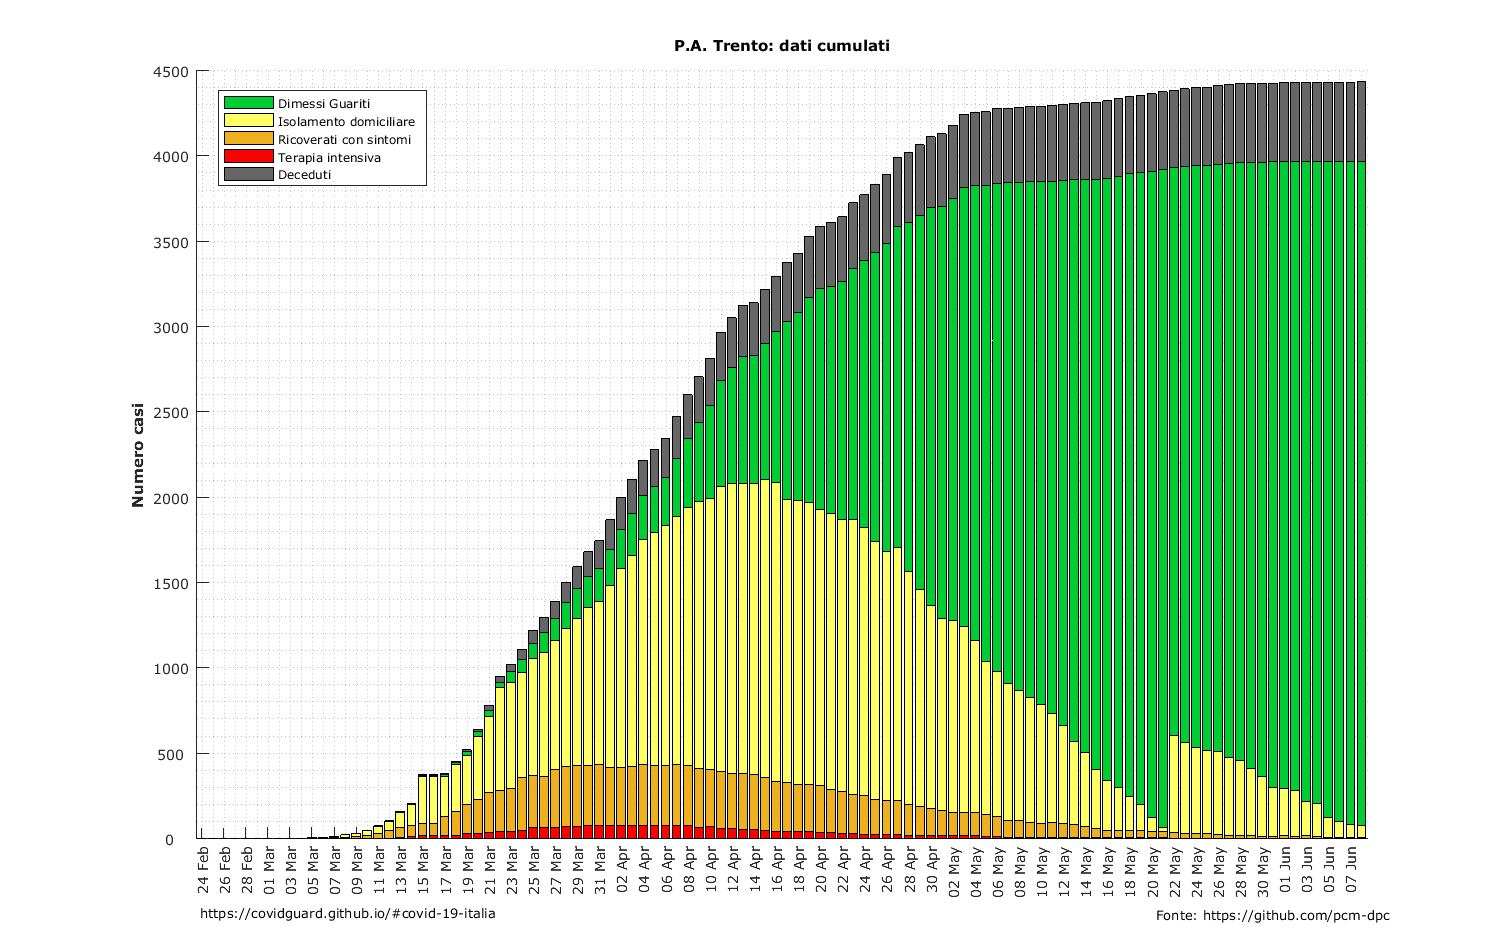 P.A. Trento: dati cumulati
4500
4000
3500
3000
2500
2000
1500
1000
500
0
Numero casi
Dimessi Guariti
Isolamento domiciliare
Ricoverati con sintomi
Terapia intensiva
Deceduti
24 Feb
26 Feb
28 Feb
01 Mar
03 Mar
05 Mar
07 Mar
09 Mar
11 Mar
13 Mar
15 Mar
17 Mar
19 Mar
21 Mar
23 Mar
25 Mar
27 Mar
29 Mar
31 Mar
02 Apr
04 Apr
06 Apr
08 Apr
10 Apr
12 Apr
14 Apr
16 Apr
18 Apr
20 Apr
22 Apr
24 Apr
26 Apr
28 Apr
30 Apr
02 May
04 May
06 May
08 May
10 May
12 May
14 May
16 May
18 May
20 May
22 May
24 May
26 May
28 May
30 May
01 Jun
03 Jun
05 Jun
07 Jun
https://covidguard.github.io/#covid-19-italia
Fonte: https://github.com/pcm-dpc